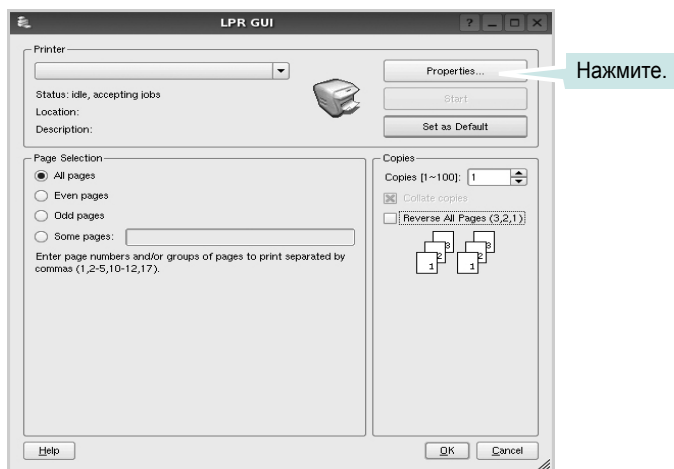 LPR GUI
Printer
Properties...
Нажмите.
Status: idle, accepting jobs
Start
Location:
Description:
Set as Default
Page Selection
All pages
Even pages
Odd pages
Some pages:
Enter page numbers and/or groups of pages to print separated by
commas (1,2-5,10-12,17).
Copies
Copies [1~100]: 1
Collate copies
Reverse All Pages (3,2,1)
3 3
2 2
1 1
Help
OK
Cancel